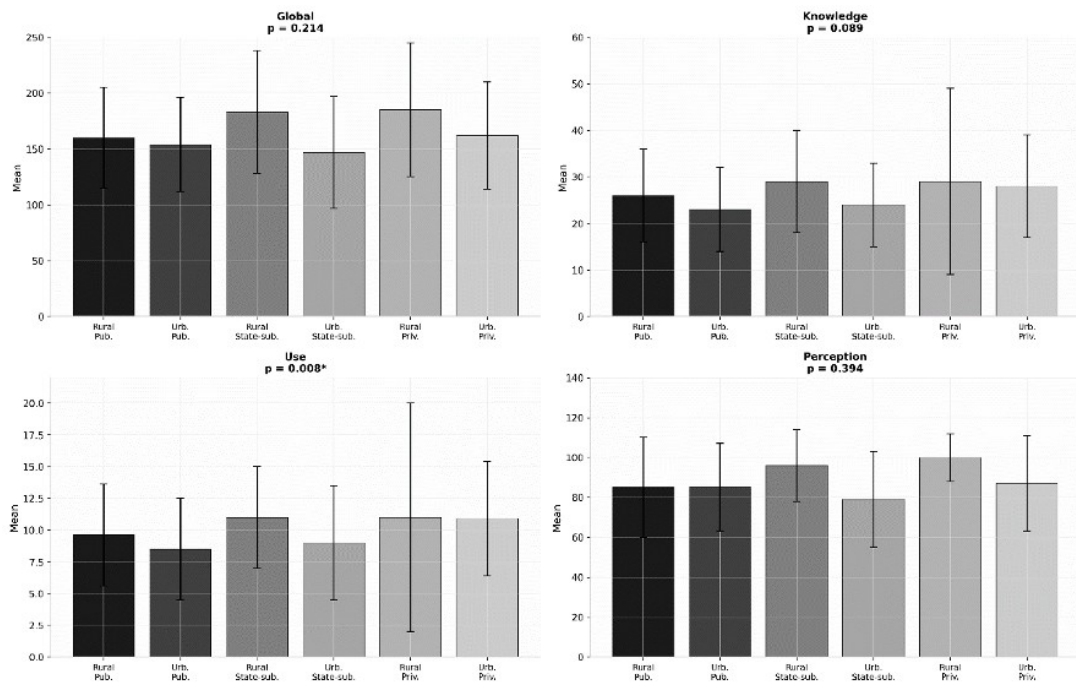 Global
p = 0.214
250
200
150
100
50
0
Mean
Rural Pub.
Urb. Pub.
Rural State-sub.
Urb. State-sub.
Rural Priv.
Urb. Priv.
Knowledge
p = 0.089
60
50
40
30
20
10
0
Mean
Rural Pub.
Urb. Pub.
Rural State-sub.
Urb. State-sub.
Rural Priv.
Urb. Priv.
Use
p = 0.008*
20.0
17.5
15.0
12.5
10.0
7.5
5.0
2.5
0.0
Mean
Rural Pub.
Urb. Pub.
Rural State-sub.
Urb. State-sub.
Rural Priv.
Urb. Priv.
Perception
p = 0.394
140
120
100
80
60
40
20
0
Mean
Rural Pub.
Urb. Pub.
Rural State-sub.
Urb. State-sub.
Rural Priv.
Urb. Priv.